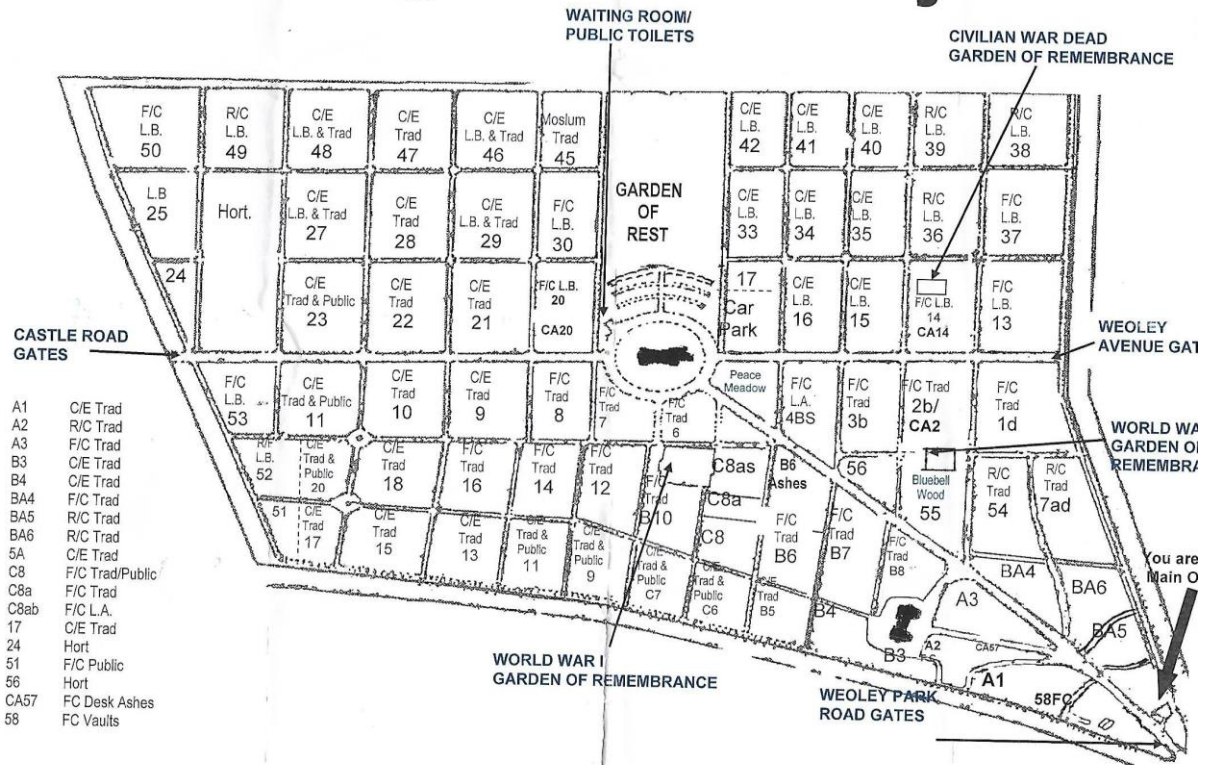 WAITING ROOM/
PUBLIC TOILETS
CIVILIAN WAR DEAD
GARDEN OF REMEMBRANCE
F/C
L.B.
50
R/C
L.B.
49
C/E
L.B. & Trad
48
C/E
Trad
47
C/E
L.B. & Trad
46
Moslum
Trad
45
C/E
L.B.
42
C/E
L.B.
41
C/E
L.B.
40
R/C
L.B.
39
R/C
L.B.
38
L.B
25
Hort.
C/E
L.B. & Trad
27
C/E
Trad
28
C/E
L.B. & Trad
29
F/C
L.B.
30
GARDEN
OF
REST
C/E
L.B.
33
C/E
L.B.
34
C/E
L.B.
35
R/C
L.B.
36
F/C
L.B.
37
24
C/E
Trad & Public
23
C/E
Trad
22
C/E
Trad
21
F/C L.B.
20
CA20
17
Car
Park
C/E
L.B.
16
C/E
L.B.
15
F/C L.B.
14
CA14
F/C
L.B.
13
CASTLE ROAD
GATES
WEOLEY
AVENUE GAT
F/C
L.B.
53
C/E
Trad & Public
11
C/E
Trad
10
C/E
Trad
9
F/C
Trad
8
F/C
Trad
7
F/C
Trad
6
Peace
Meadow
F/C
L.A.
4BS
F/C
Trad
3b
F/C Trad
2b/
CA2
F/C
Trad
1d
WORLD WA
GARDEN O
REMEMBRA
L.B.
52
C/E
Trad &
Public
20
C/E
Trad
18
F/C
Trad
16
F/C
Trad
14
F/C
Trad
12
F/C
Trad
B10
C8as
C8a
C8
B6
Ashes
56
Bluebell
Wood
55
R/C
Trad
54
R/C
Trad
7ad
51
C/E
Trad
17
C/E
Trad
15
C/E
Trad
13
C/E
Trad &
Public
11
C/E
Trad &
Public
9
C/E
Trad &
Public
C7
C/E
Trad &
Public
C6
C/E
Trad
B5
F/C
Trad
B6
F/C
Trad
B7
F/C
Trad
B8
B4
BA4
BA6
BA5
A3
A2
B3
CA57
A1
58FC
You are
Main O
WORLD WAR I
GARDEN OF REMEMBRANCE
WEOLEY PARK
ROAD GATES
A1 C/E Trad
A2 R/C Trad
A3 F/C Trad
B3 C/E Trad
B4 C/E Trad
BA4 F/C Trad
BA5 R/C Trad
BA6 R/C Trad
5A C/E Trad
C8 F/C Trad/Public
C8a F/C Trad
C8ab F/C L.A.
17 C/E Trad
24 Hort
51 F/C Public
56 Hort
CA57 FC Desk Ashes
58 FC Vaults